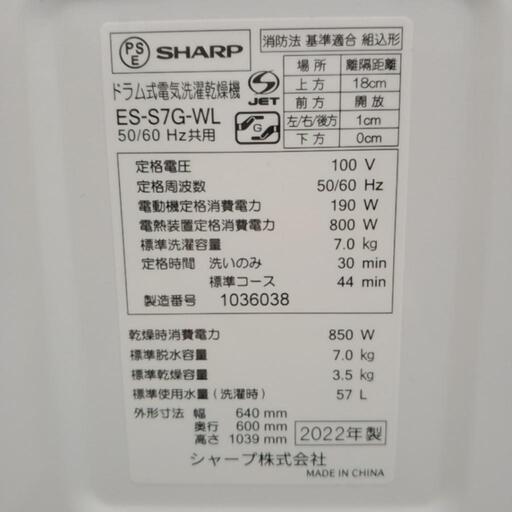 PS E SHARP
ドラム式電気洗濯乾燥機
JET
ES-S7G-WL
50/60 Hz共用
G
消防法 基準適合 組込形
場所 離隔距離
上方 18cm
前方 開放
左/右/後方 1cm
下方 0cm
定格電圧 100 V
定格周波数 50/60 Hz
電動機定格消費電力 190 W
電熱装置定格消費電力 800 W
標準洗濯容量 7.0 kg
定格時間 洗いのみ 30 min
標準コース 44 min
製造番号 1036038
乾燥時消費電力 850 W
標準脱水容量 7.0 kg
標準乾燥容量 3.5 kg
標準使用水量(洗濯時) 57 L
外形寸法 幅 640 mm
奥行 600 mm
高さ 1039 mm
2022年製
シャープ株式会社
MADE IN CHINA